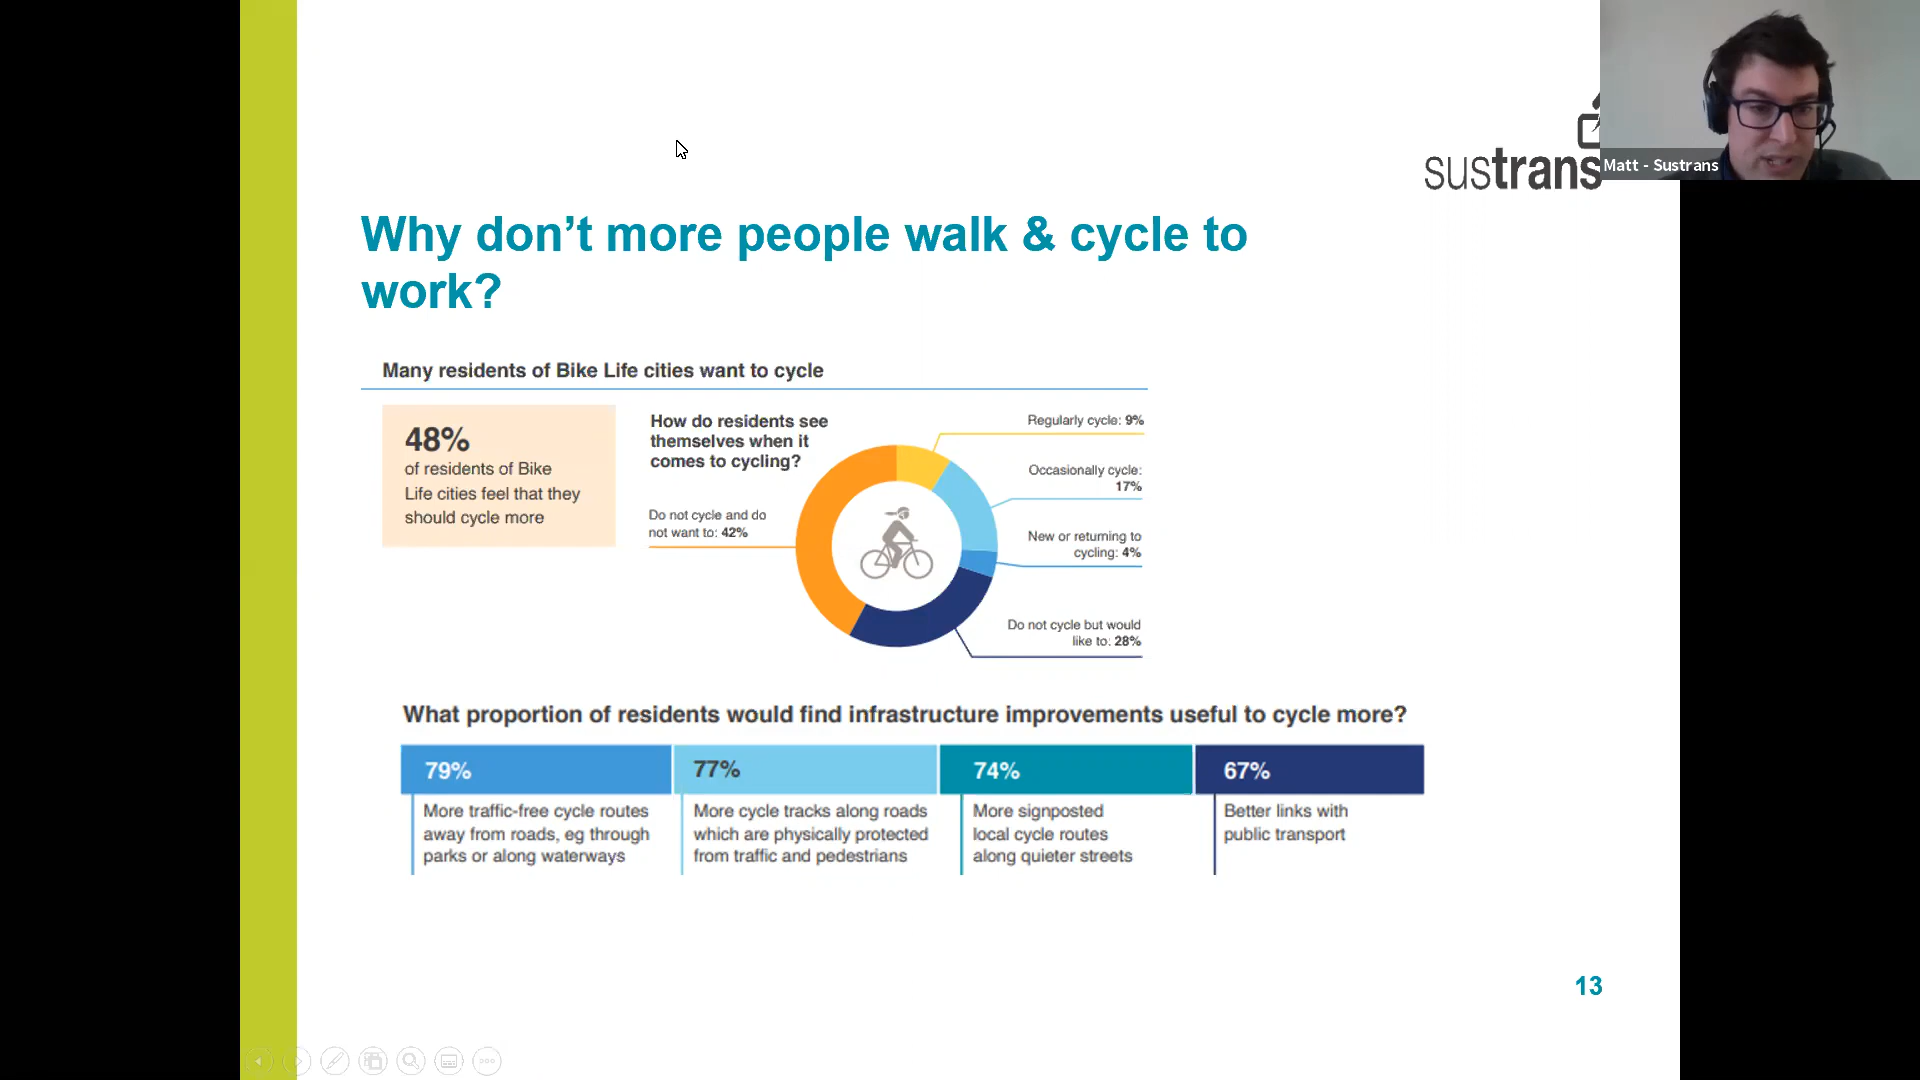 sustrans
Matt - Sustrans
Why don’t more people walk & cycle to
work?
Many residents of Bike Life cities want to cycle
48%
of residents of Bike
Life cities feel that they
should cycle more
How do residents see
themselves when it
comes to cycling?
Do not cycle and do
not want to: 42%
Regularly cycle: 9%
Occasionally cycle:
17%
New or returning to
cycling: 4%
Do not cycle but would
like to: 28%
What proportion of residents would find infrastructure improvements useful to cycle more?
79%
More traffic-free cycle routes
away from roads, eg through
parks or along waterways
77%
More cycle tracks along roads
which are physically protected
from traffic and pedestrians
74%
More signposted
local cycle routes
along quieter streets
67%
Better links with
public transport
13